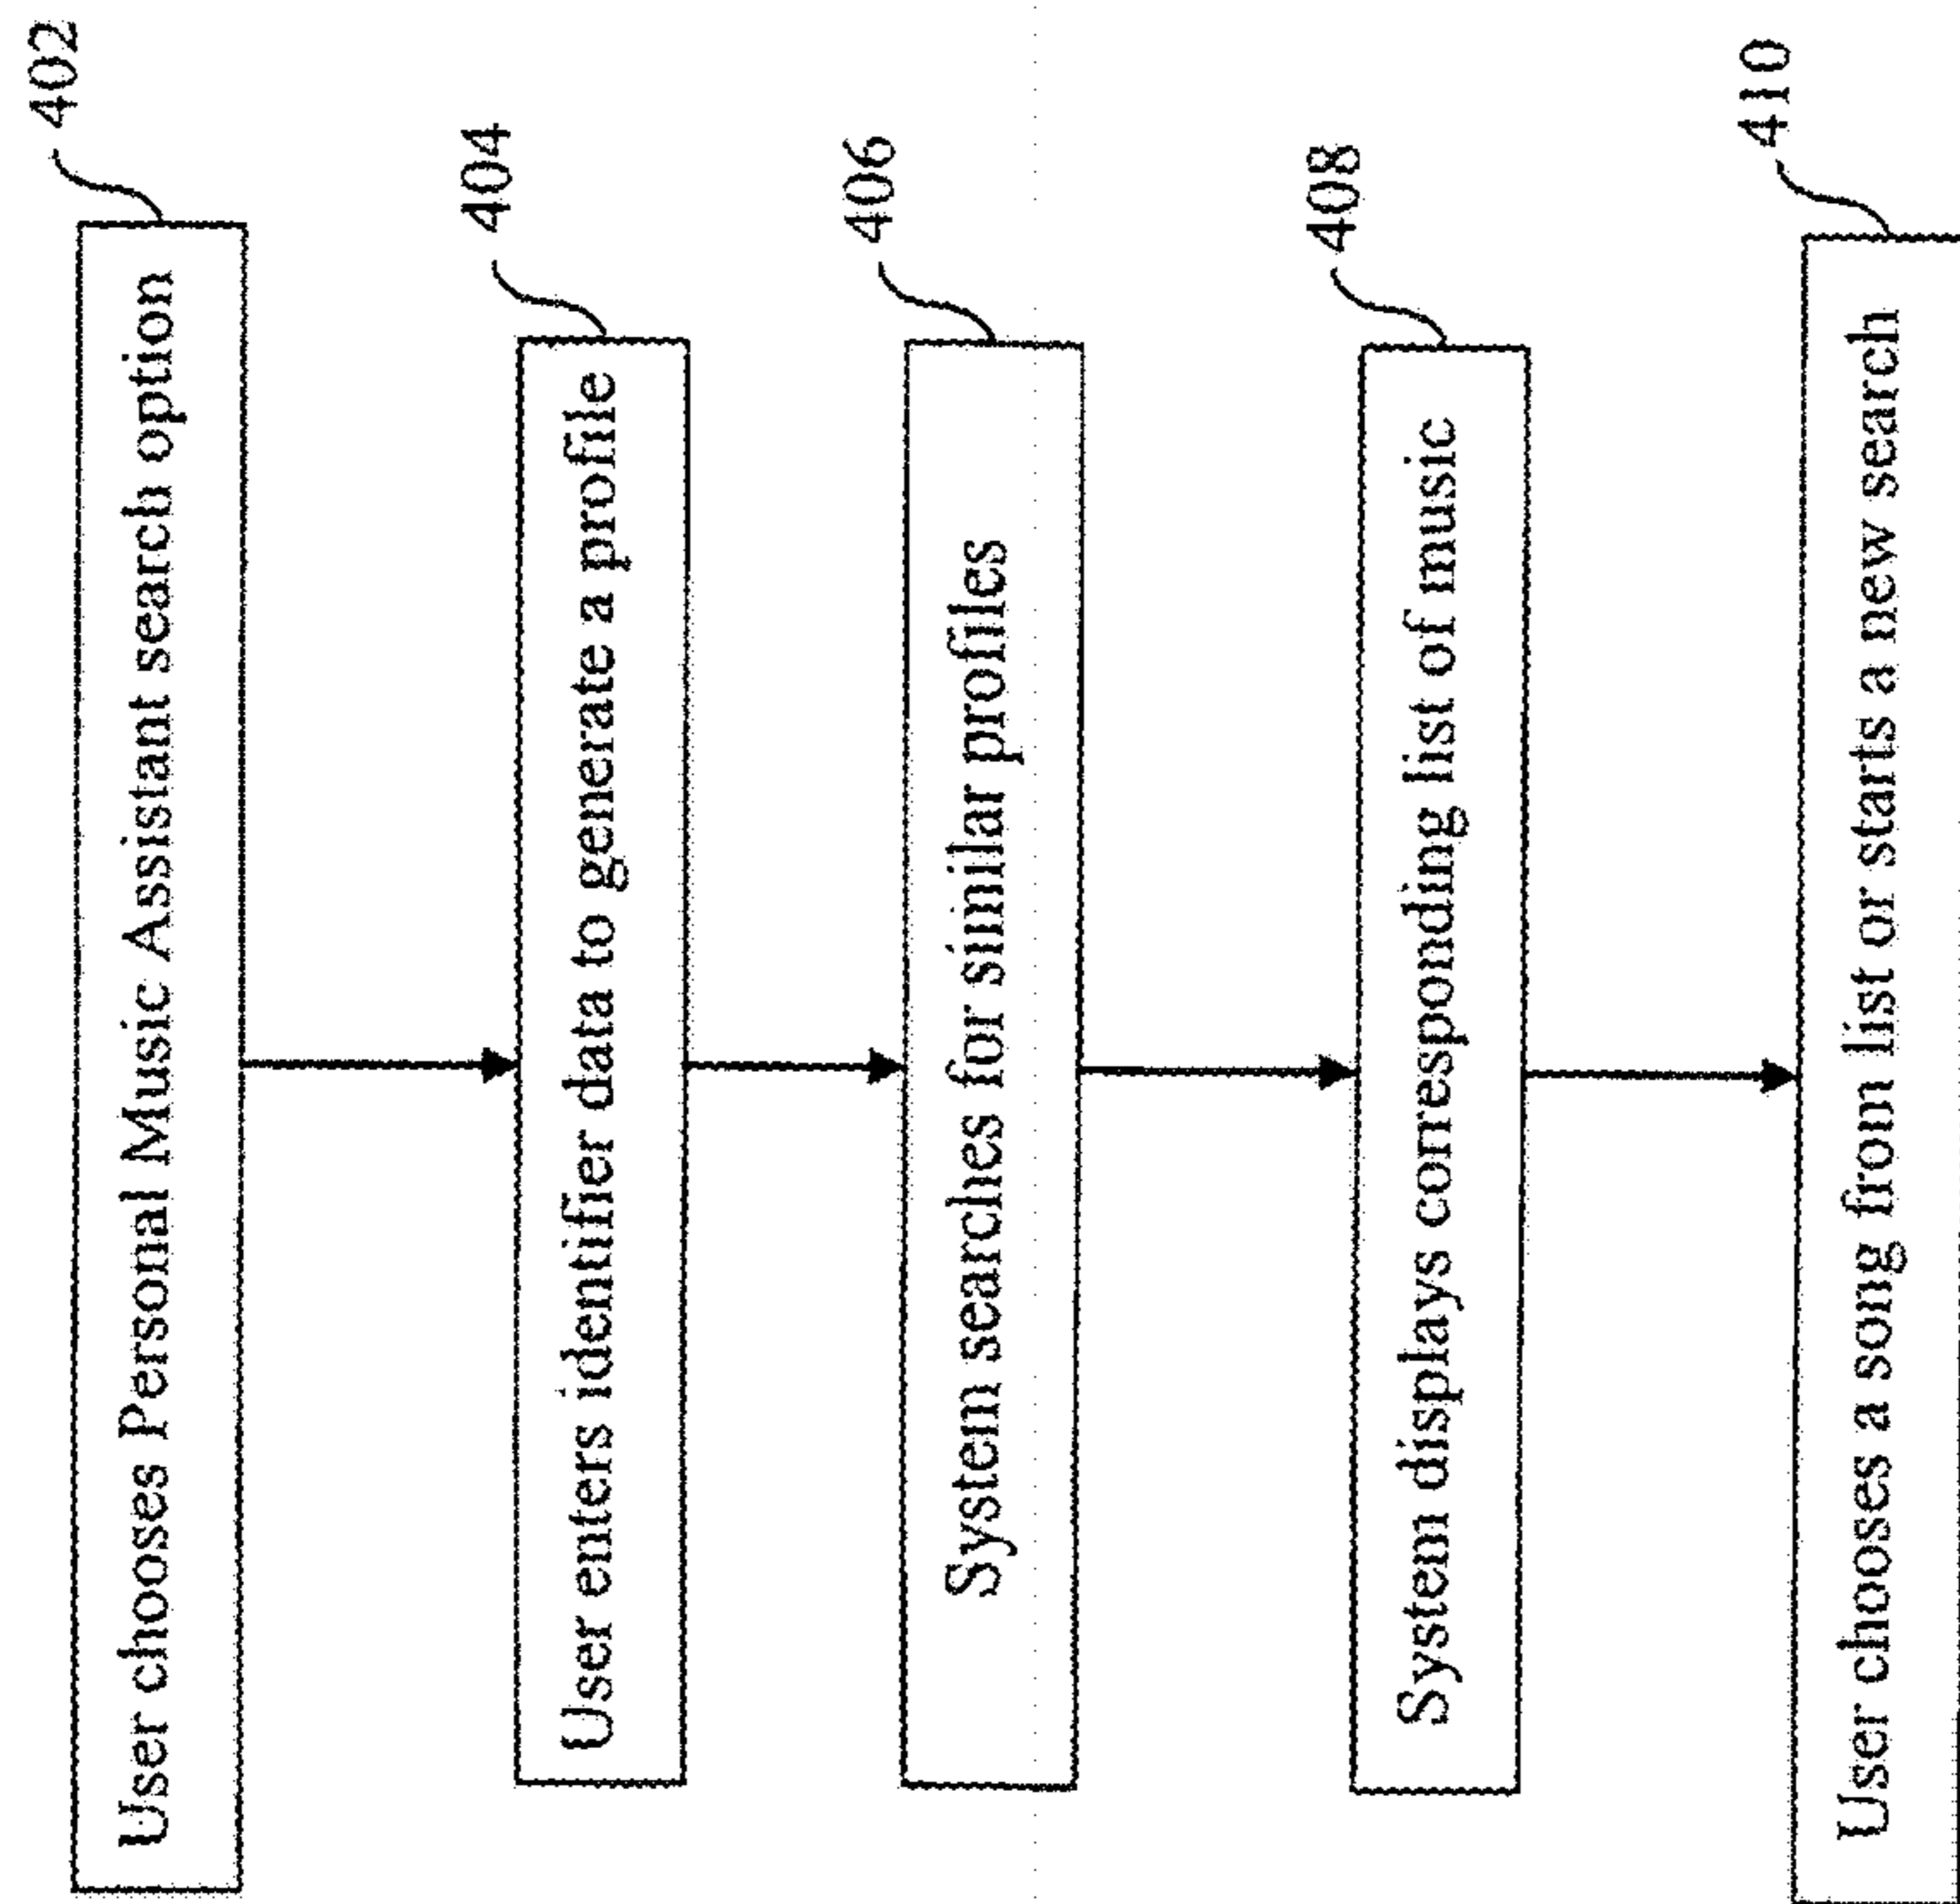 402
User chooses Personal Music Assistant search option
404
User enters identifier data to generate a profile
406
System searches for similar profiles
408
System displays corresponding list of music
410
User chooses a song from list or starts a new search